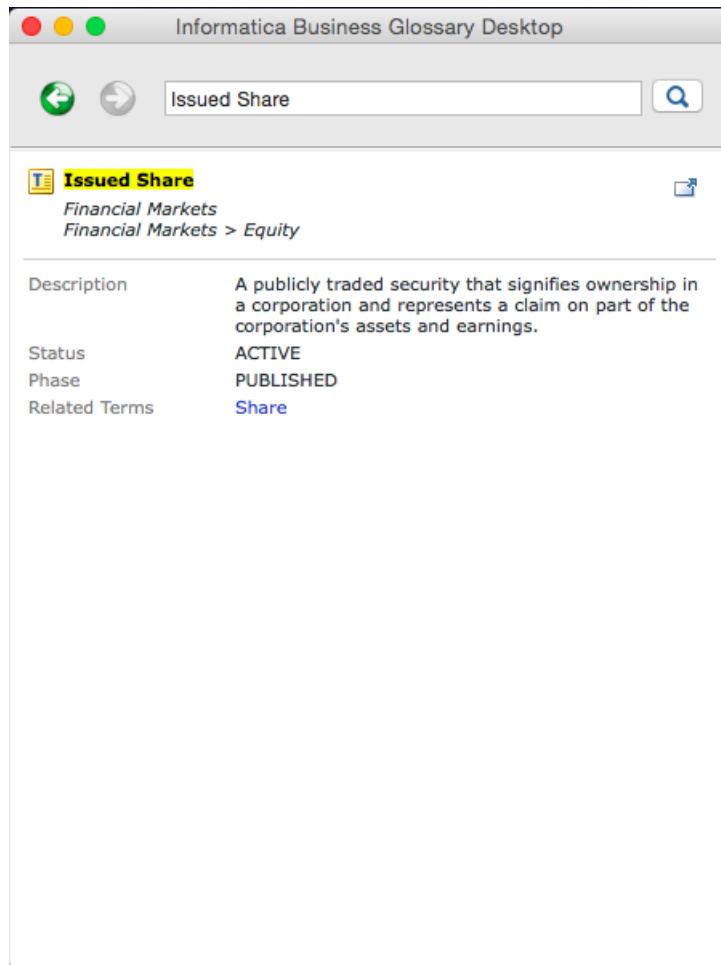 Informatica Business Glossary Desktop
Issued Share
Issued Share
Financial Markets
Financial Markets > Equity
Description A publicly traded security that signifies ownership in
a corporation and represents a claim on part of the
corporation's assets and earnings.
Status ACTIVE
Phase PUBLISHED
Related Terms Share